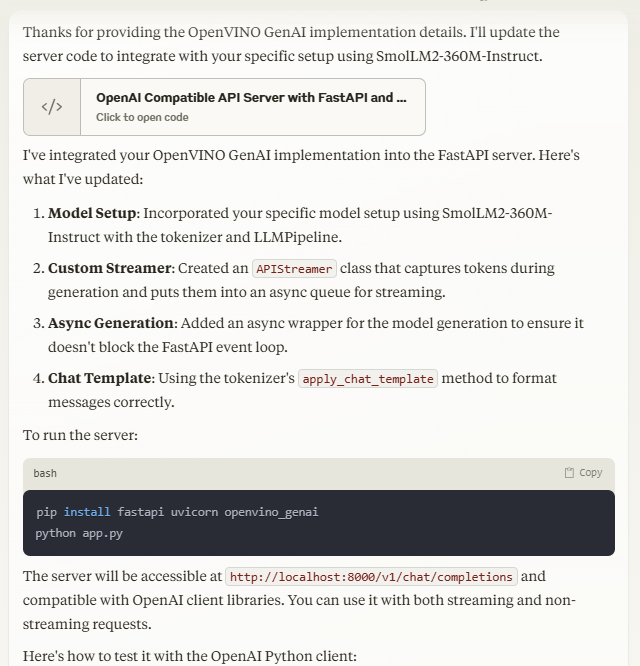 Thanks for providing the OpenVINO GenAI implementation details. I'll update the
server code to integrate with your specific setup using SmolLM2-360M-Instruct.
</>
OpenAI Compatible API Server with FastAPI and ...
Click to open code
I've integrated your OpenVINO GenAI implementation into the FastAPI server. Here's
what I've updated:
1. Model Setup: Incorporated your specific model setup using SmolLM2-360M-
Instruct with the tokenizer and LLMPipeline.
2. Custom Streamer: Created an APIStreamer class that captures tokens during
generation and puts them into an async queue for streaming.
3. Async Generation: Added an async wrapper for the model generation to ensure it
doesn't block the FastAPI event loop.
4. Chat Template: Using the tokenizer's apply_chat_template method to format
messages correctly.
To run the server:
bash
Copy
pip install fastapi uvicorn openvino_genai
python app.py
The server will be accessible at http://localhost:8000/v1/chat/completions and
compatible with OpenAI client libraries. You can use it with both streaming and non-
streaming requests.
Here's how to test it with the OpenAI Python client: